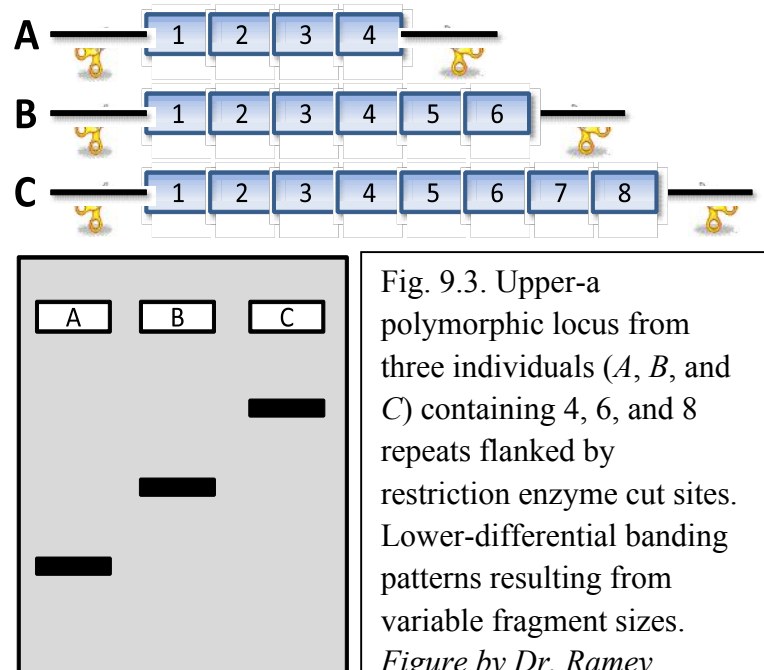 A 1 2 3 4
B 1 2 3 4 5 6
C 1 2 3 4 5 6 7 8
A B C
Fig. 9.3. Upper-a
polymorphic locus from
three individuals (A, B, and
C) containing 4, 6, and 8
repeats flanked by
restriction enzyme cut sites.
Lower-differential banding
patterns resulting from
variable fragment sizes.
Figure by Dr. Ramey